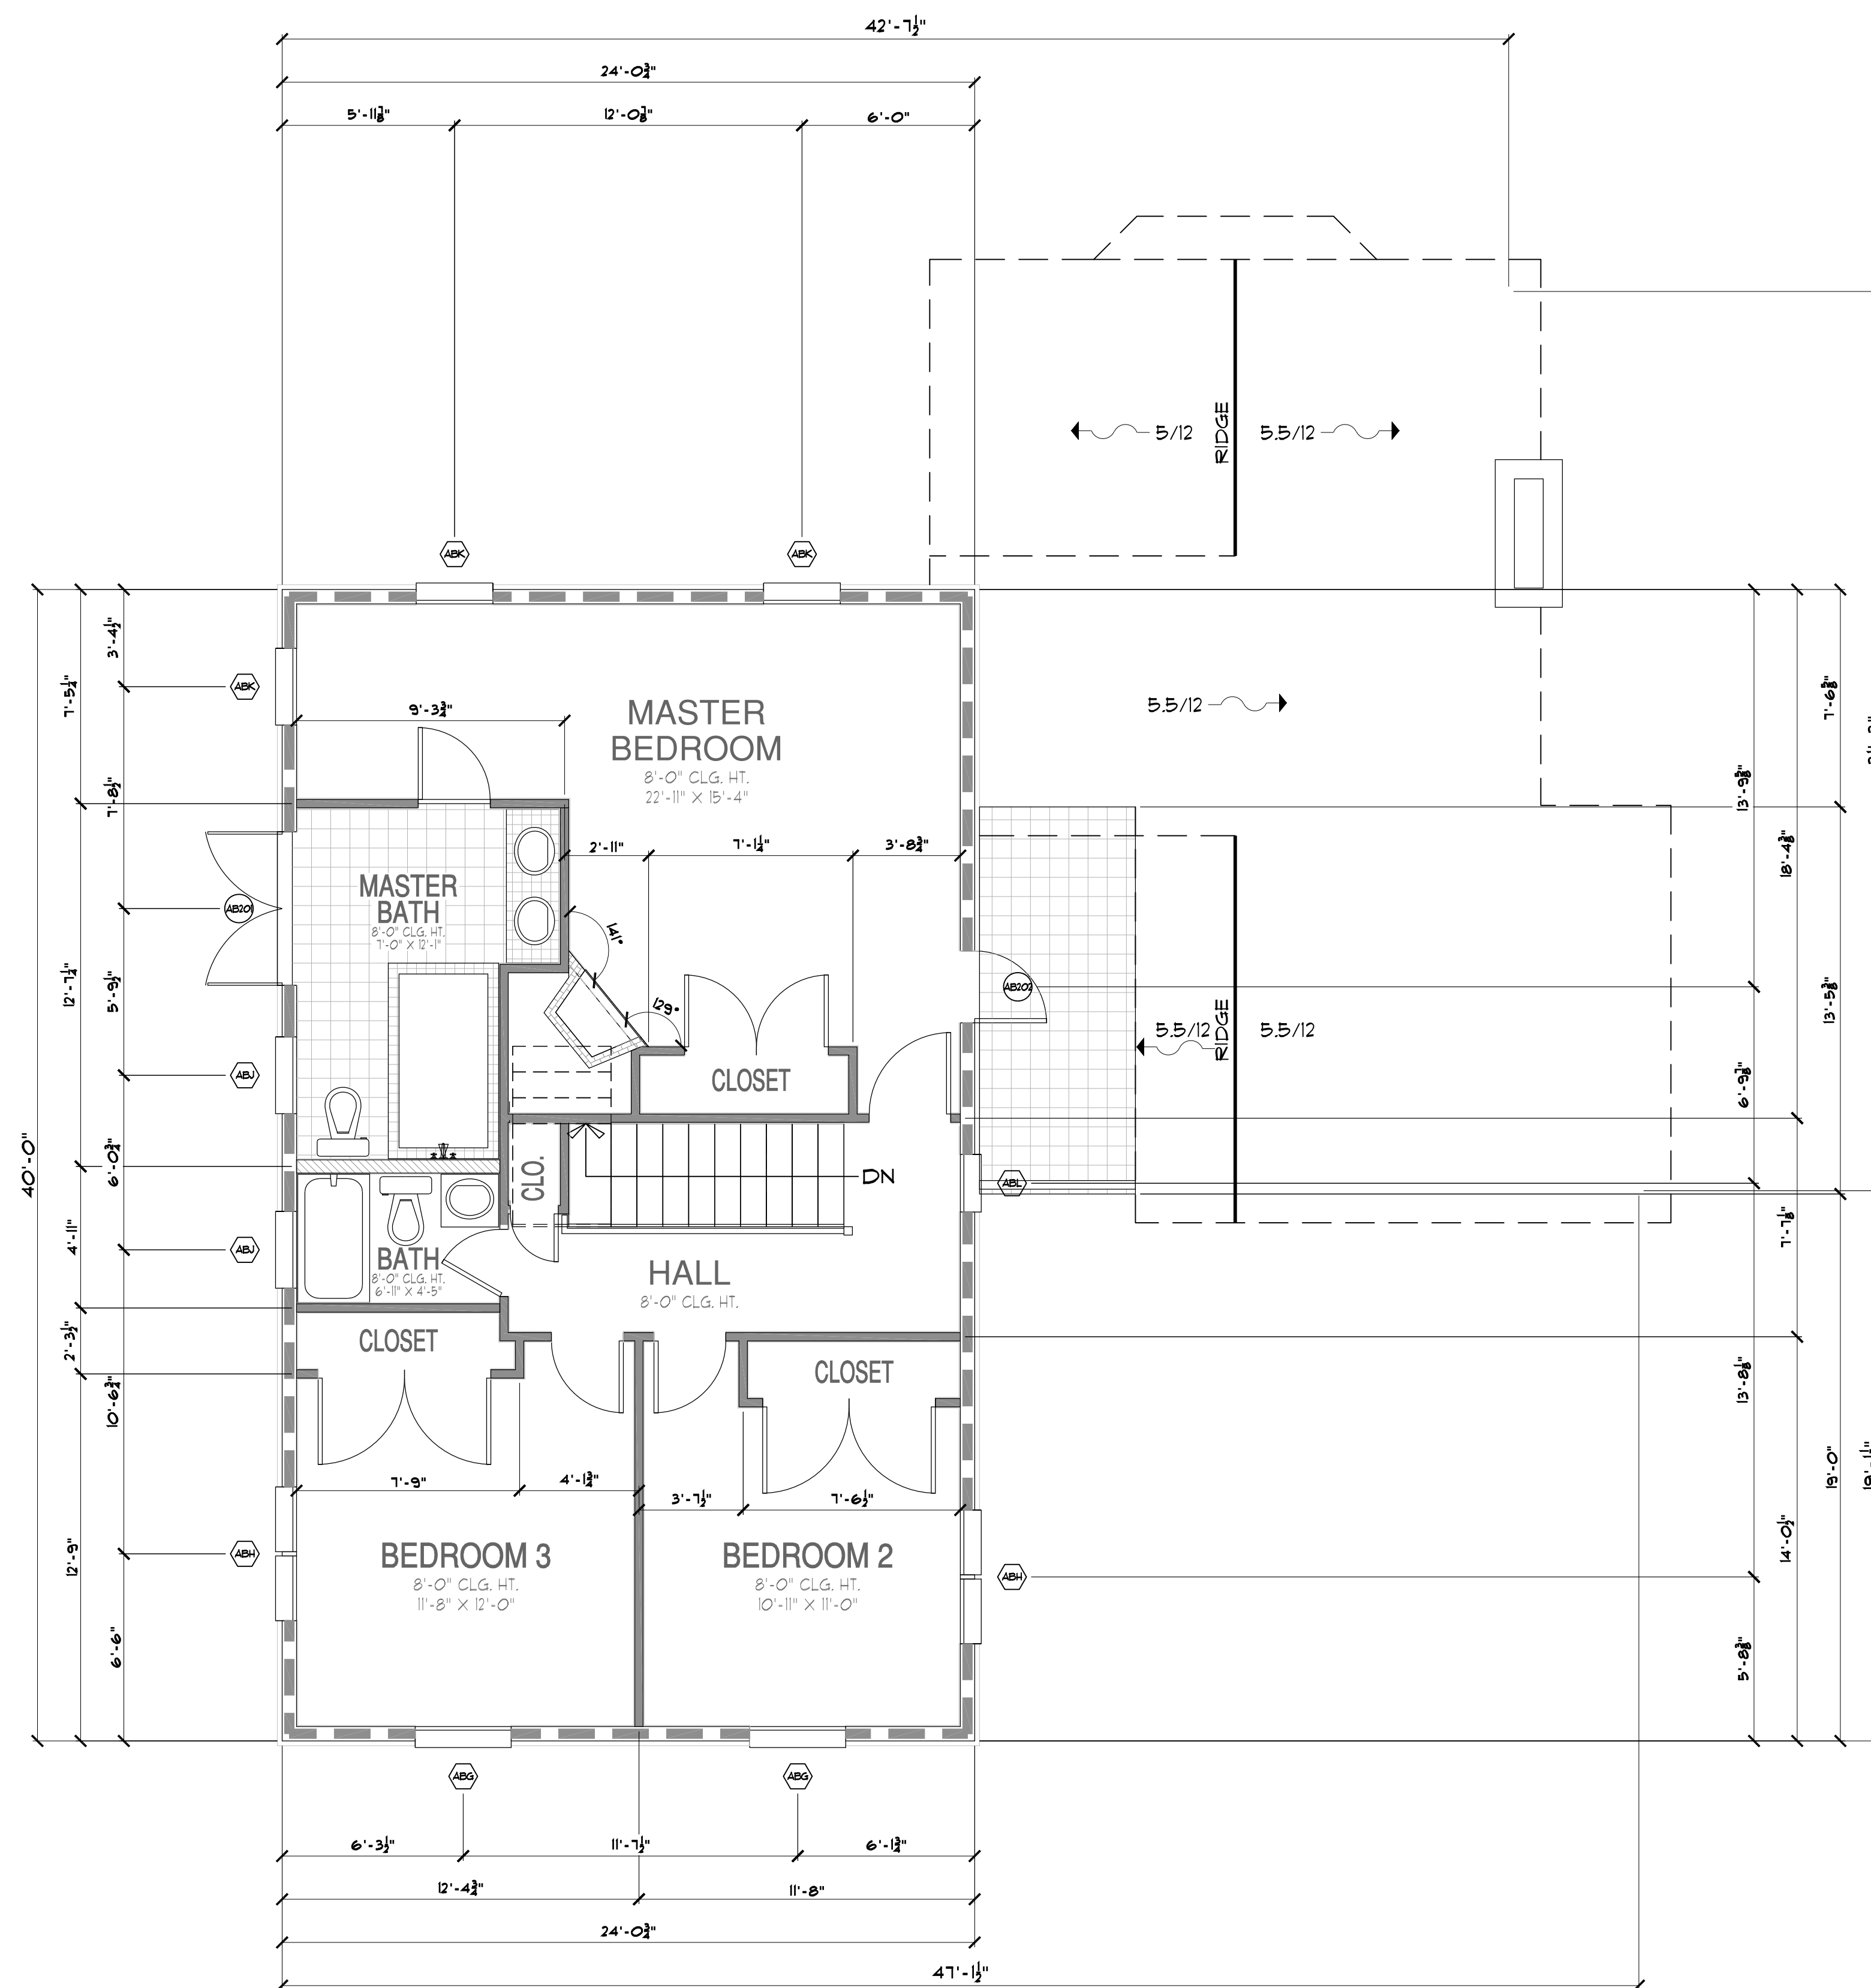 42'-7½"
24'-0¾"
5'-11⅞"
12'-0⅞"
6'-0"
RIDGE
5/12
5.5/12
ABK
ABK
40'-0"
7'-5¼"
12'-7¼"
4'-11"
2'-3½"
12'-9"
3'-4½"
7'-8½"
5'-9½"
6'-0¾"
10'-6¾"
6'-6"
ABK
AB201
ABJ
ABJ
ABH
9'-3¾"
MASTER
BEDROOM
8'-0" CLG. HT.
22'-11" X 15'-4"
2'-11"
7'-1¼"
3'-8¾"
MASTER
BATH
8'-0" CLG. HT.
7'-0" X 12'-1"
141°
129°
CLOSET
CLO.
DN
BATH
8'-0" CLG. HT.
6'-11" X 4'-5"
HALL
8'-0" CLG. HT.
CLOSET
CLOSET
7'-9"
4'-1¾"
3'-7½"
7'-6½"
BEDROOM 3
8'-0" CLG. HT.
11'-8" X 12'-0"
BEDROOM 2
8'-0" CLG. HT.
10'-11" X 11'-0"
5.5/12
AB202
5.5/12
RIDGE
5.5/12
ABL
ABH
13'-9⅝"
6'-9⅞"
13'-8⅛"
5'-8⅜"
18'-4⅜"
7'-7⅛"
14'-0½"
7'-6⅝"
13'-5⅜"
19'-0"
19'-1½"
ABG
ABG
6'-3½"
11'-7½"
6'-1¾"
12'-4¾"
11'-8"
24'-0¾"
47'-1½"